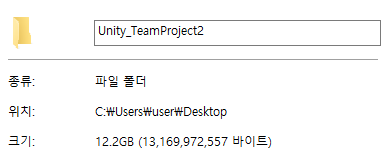 Unity_TeamProject2
종류: 파일 폴더
위치: C:₩Users₩user₩Desktop
크기: 12.2GB (13,169,972,557 바이트)